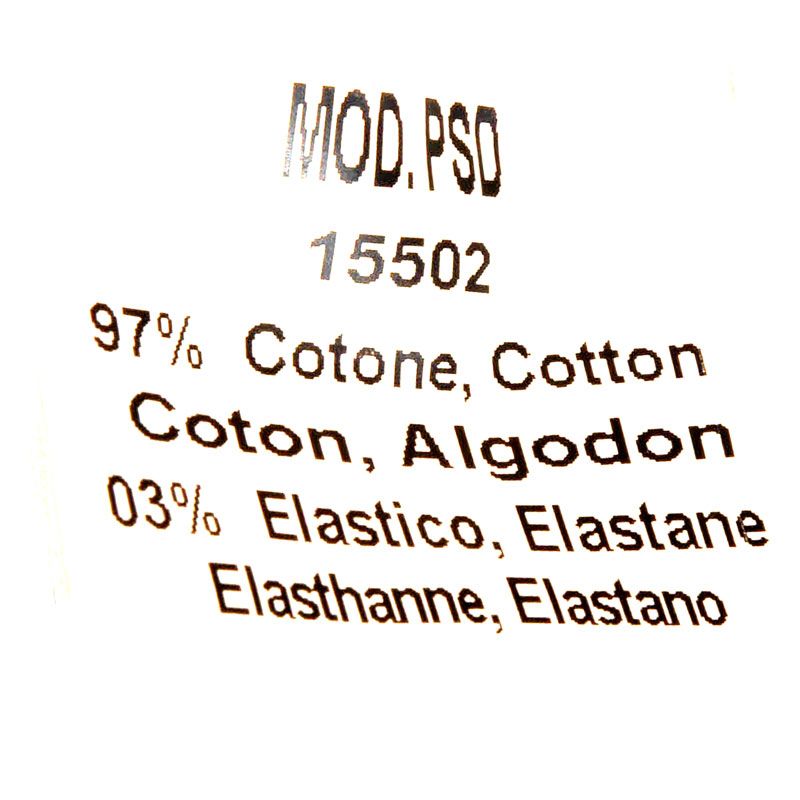 MOD.PSD
15502
97% Cotone, Cotton
Coton, Algodon
03% Elastico, Elastane
Elasthanne, Elastano